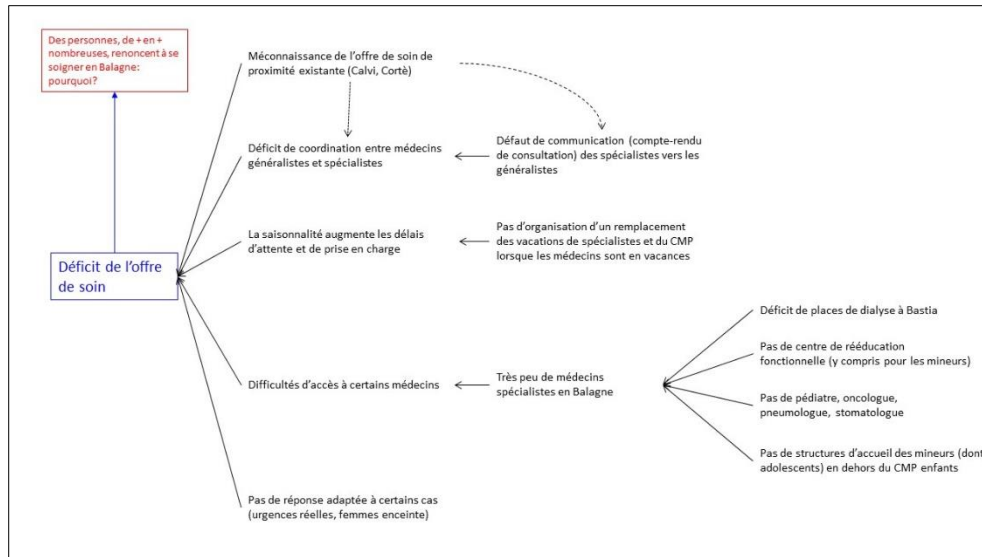 Des personnes, de + en +
nombreuses, renoncent à se
soigner en Balagne:
pourquoi?
Méconnaissance de l'offre de soin de
proximité existante (Calvi, Cortè)
Déficit de coordination entre médecins
généralistes et spécialistes
Défaut de communication (compte-rendu
de consultation) des spécialistes vers les
généralistes
La saisonnalité augmente les délais
d'attente et de prise en charge
Pas d'organisation d'un remplacement
des vacations de spécialistes et du CMP
lorsque les médecins sont en vacances
Déficit de l'offre
de soin
Difficultés d'accès à certains médecins
Très peu de médecins
spécialistes en Balagne
Déficit de places de dialyse à Bastia
Pas de centre de rééducation
fonctionnelle (y compris pour les mineurs)
Pas de pédiatre, oncologue,
pneumologue, stomatologue
Pas de structures d'accueil des mineurs (dont
adolescents) en dehors du CMP enfants
Pas de réponse adaptée à certains cas
(urgences réelles, femmes enceinte)